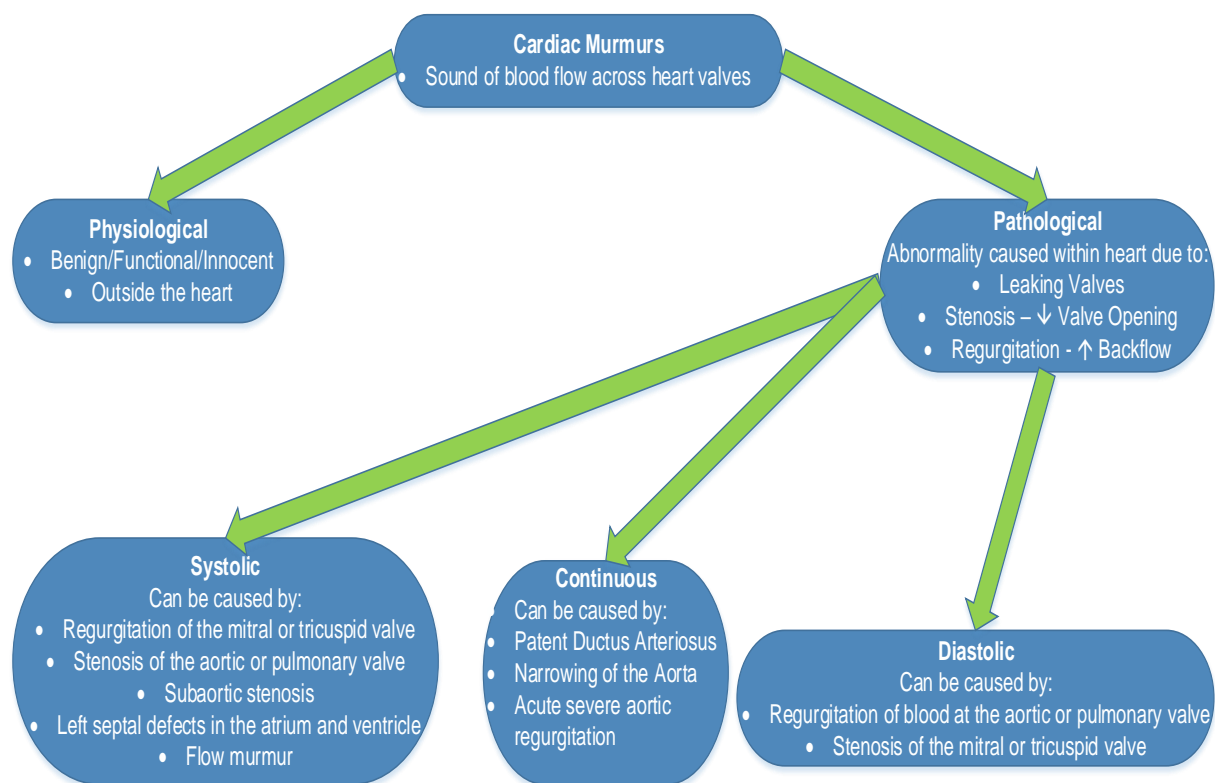 Cardiac Murmurs
• Sound of blood flow across heart valves
Physiological
• Benign/Functional/Innocent
• Outside the heart
Pathological
Abnormality caused within heart due to:
• Leaking Valves
• Stenosis – ↓ Valve Opening
• Regurgitation - ↑ Backflow
Systolic
Can be caused by:
• Regurgitation of the mitral or tricuspid valve
• Stenosis of the aortic or pulmonary valve
• Subaortic stenosis
• Left septal defects in the atrium and ventricle
• Flow murmur
Continuous
• Can be caused by:
• Patent Ductus Arteriosus
• Narrowing of the Aorta
• Acute severe aortic
regurgitation
Diastolic
Can be caused by:
• Regurgitation of blood at the aortic or pulmonary valve
• Stenosis of the mitral or tricuspid valve